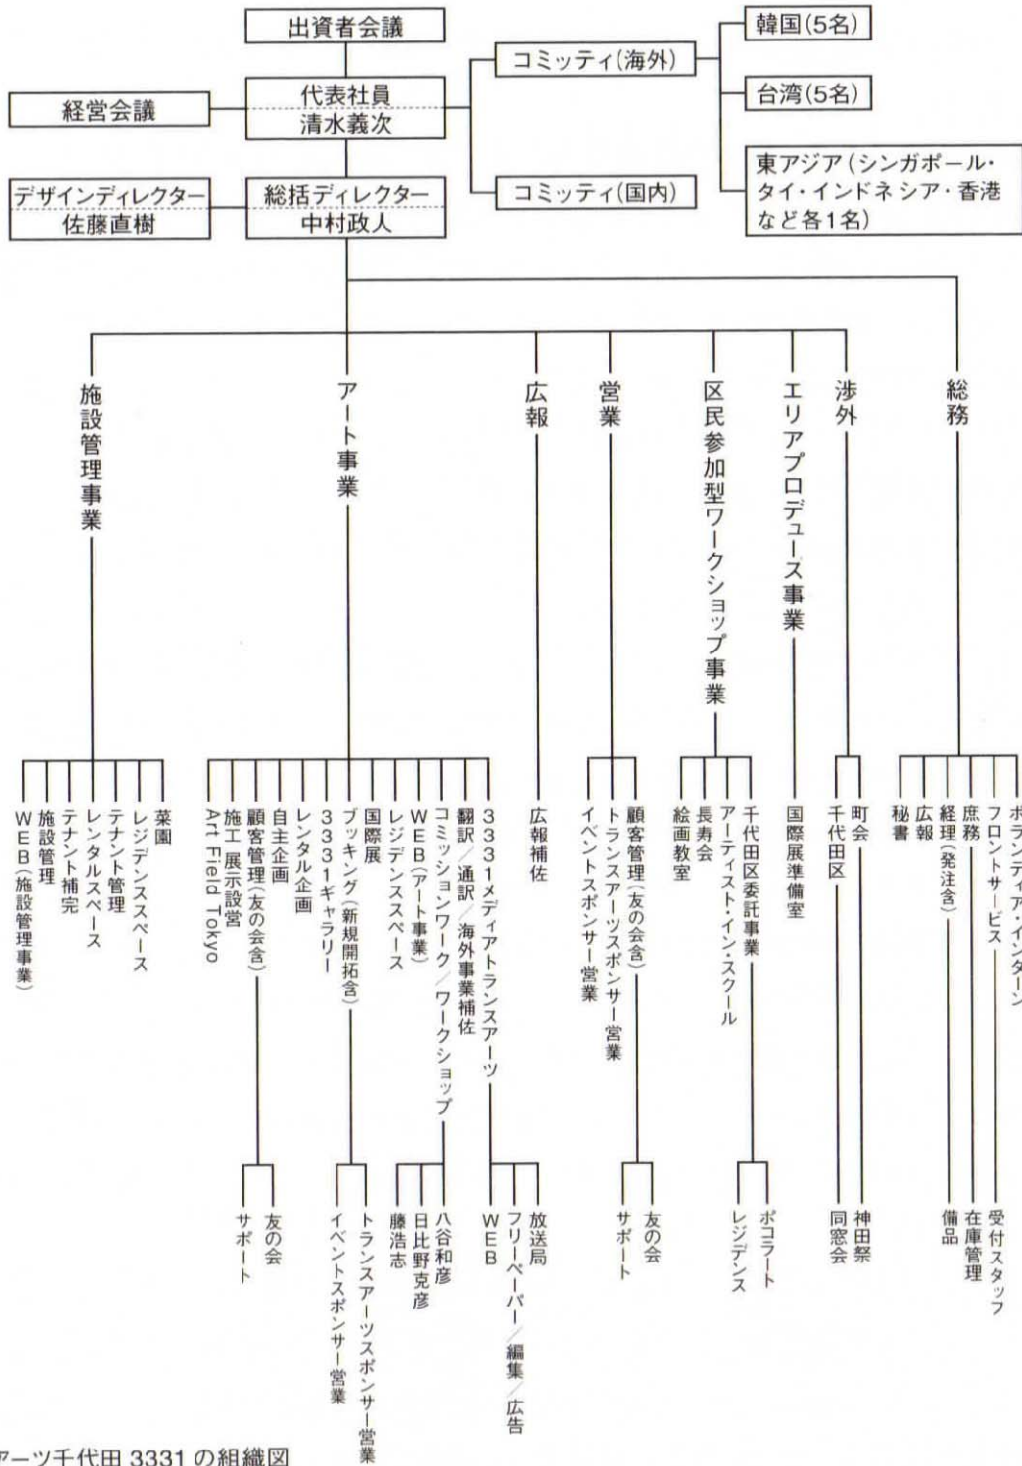 出資者会議
代表社員
清水義次
経営会議
コミッティ(海外)
コミッティ(国内)
韓国(5名)
台湾(5名)
東アジア(シンガポール・
タイ・インドネシア・香港
など各1名)
デザインディレクター
佐藤直樹
総括ディレクター
中村政人
施設管理事業
アート事業
広報
営業
区民参加型ワークショップ事業
エリアプロデュース事業
渉外
総務
WEB(施設管理事業)
施設管理
テナント補完
レンタルスペース
テナント管理
レジデンススペース
菜園
Art Field Tokyo
施工 展示設営
顧客管理(友の会含)
自主企画
レンタル企画
3331ギャラリー
ブッキング(新規開拓含)
国際展
レジデンススペース
WEB(アート事業)
コミッションワーク/ワークショップ
翻訳/通訳/海外事業補佐
3331メディアトランスアーツ
広報補佐
イベントスポンサー営業
トランスアーツスポンサー営業
顧客管理(友の会含)
絵画教室
長寿会
アーティスト・イン・スクール
千代田区委託事業
国際展準備室
千代田区
町会
秘書
広報
経理(発注含)
庶務
フロントサービス
ボランティア・インターン
サポート
友の会
イベントスポンサー営業
トランスアーツスポンサー営業
藤浩志
日比野克彦
八谷和彦
WEB
フリーペーパー/編集/広告
放送局
サポート
友の会
レジデンス
ポコラート
同窓会
神田祭
備品
在庫管理
受付スタッフ
アーツ千代田 3331 の組織図